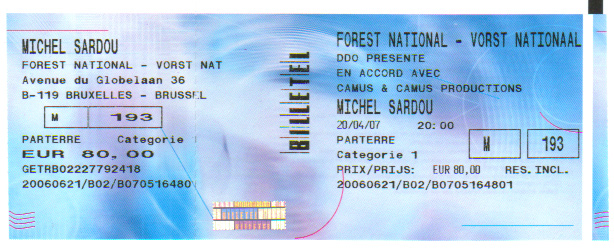 MICHEL SARDOU
FOREST NATIONAL - VORST NAT
Avenue du Globelaan 36
B-119 BRUXELLES - BRUSSEL
M 193
PARTERRE Categorie
EUR 80,00
GETRB02227792418
20060621/B02/B070516480
BILLETEL
FOREST NATIONAL - VORST NATIONAAL
DDO PRESENTE
EN ACCORD AVEC
CAMUS & CAMUS PRODUCTIONS
MICHEL SARDOU
20/04/07 20:00
PARTERRE M 193
Categorie 1
PRIX/PRIJS: EUR 80,00 RES. INCL.
20060621/B02/B0705164801